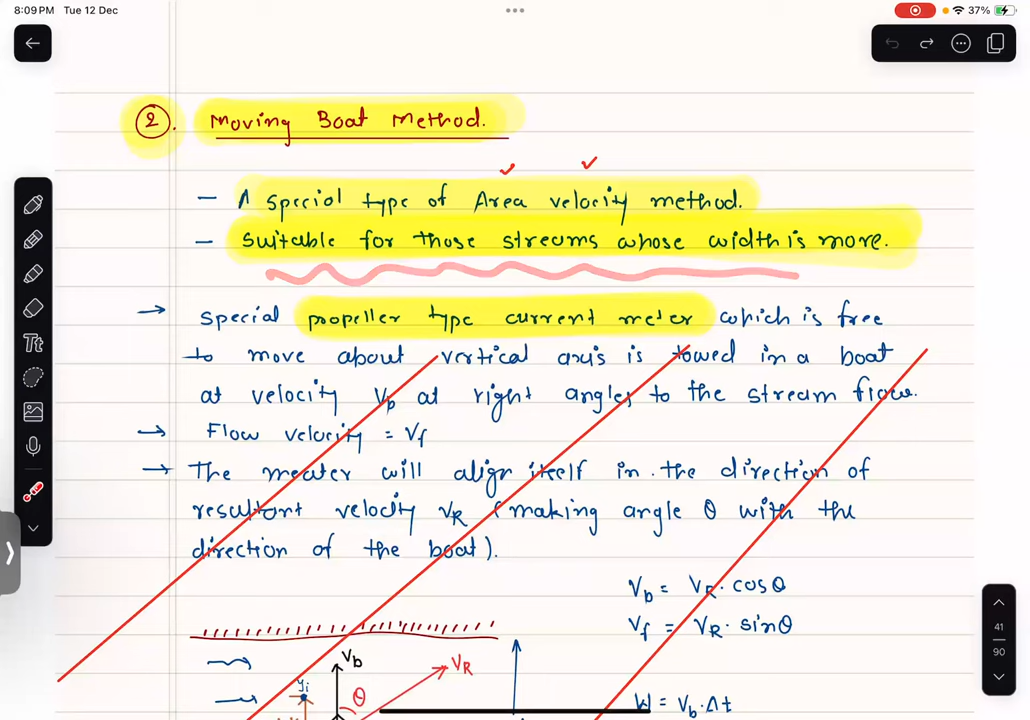 8:09 PM Tue 12 Dec
37%
2. Moving Boat Method.
- A special type of Area velocity method.
- Suitable for those streams whose width is more.
→ Special propeller type current meter which is free
to move about vertical axis is towed in a boat
at velocity Vb at right angles to the stream flow.
→ Flow velocity = Vf
→ The meater will align itself in the direction of
resultant velocity VR (making angle θ with the
direction of the boat).
Vb = VR. cosθ
Vf = VR. sinθ
Vb
VR
yi
θ
W = Vb.Δt
Tt
41
90